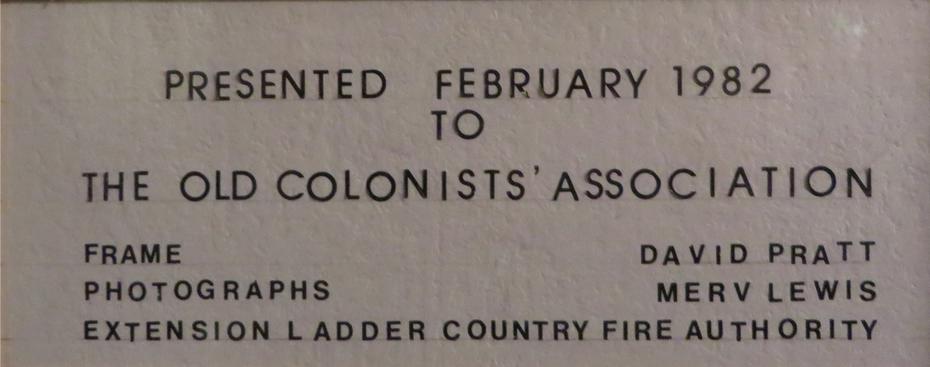 PRESENTED FEBRUARY 1982
TO
THE OLD COLONISTS' ASSOCIATION
FRAME DAVID PRATT
PHOTOGRAPHS MERV LEWIS
EXTENSION LADDER COUNTRY FIRE AUTHORITY